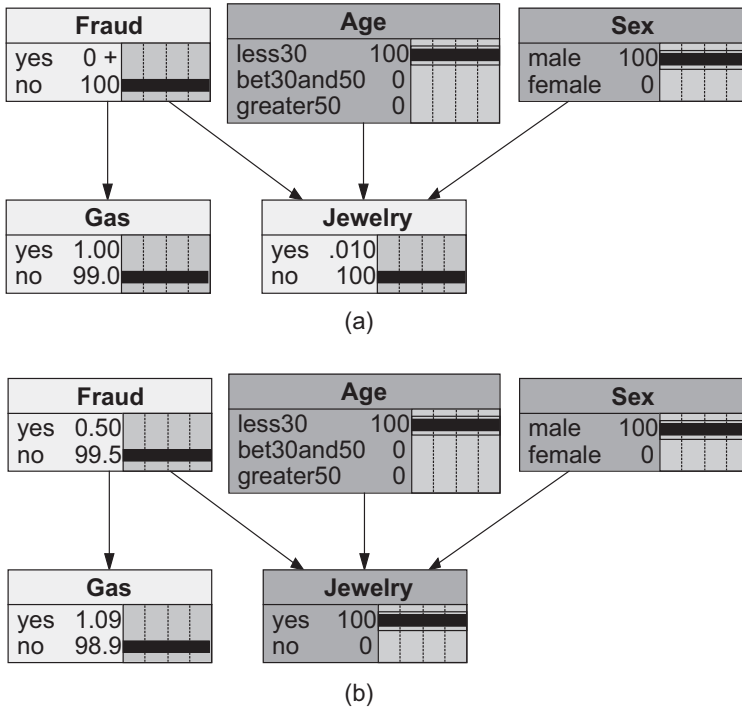 Fraud
yes 0 +
no 100
Age
less30 100
bet30and50 0
greater50 0
Sex
male 100
female 0
Gas
yes 1.00
no 99.0
Jewelry
yes .010
no 100
(a)
Fraud
yes 0.50
no 99.5
Age
less30 100
bet30and50 0
greater50 0
Sex
male 100
female 0
Gas
yes 1.09
no 98.9
Jewelry
yes 100
no 0
(b)